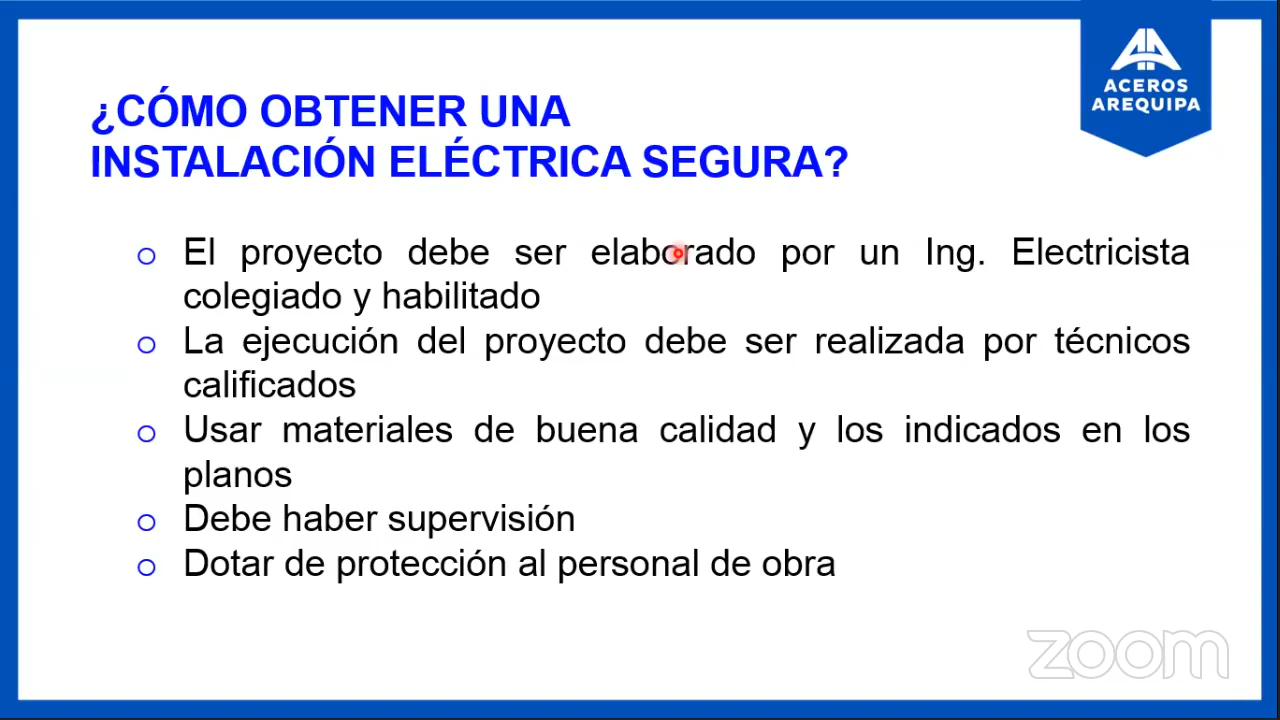 ACEROS
AREQUIPA
¿CÓMO OBTENER UNA
INSTALACIÓN ELÉCTRICA SEGURA?
o El proyecto debe ser elaborado por un Ing. Electricista
colegiado y habilitado
o La ejecución del proyecto debe ser realizada por técnicos
calificados
o Usar materiales de buena calidad y los indicados en los
planos
o Debe haber supervisión
o Dotar de protección al personal de obra
zoom